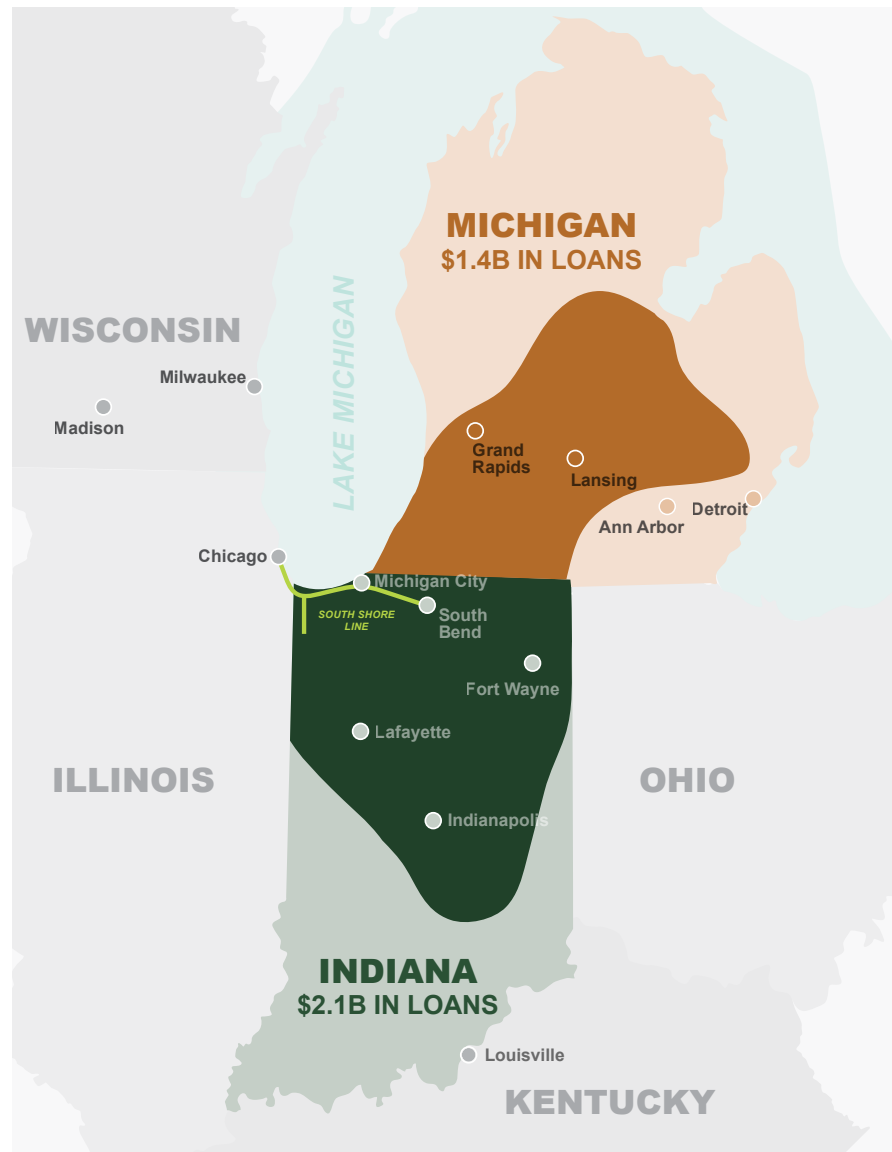 MICHIGAN
$1.4B IN LOANS
LAKE MICHIGAN
WISCONSIN
Milwaukee
Madison
Grand
Rapids
Lansing
Ann Arbor
Detroit
Chicago
Michigan City
SOUTH SHORE
LINE
South
Bend
Fort Wayne
Lafayette
ILLINOIS
OHIO
Indianapolis
INDIANA
$2.1B IN LOANS
Louisville
KENTUCKY